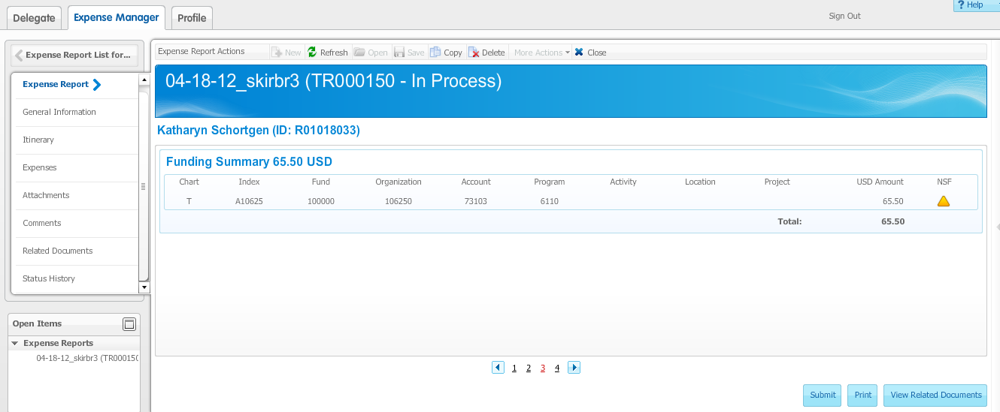 Help
Delegate Expense Manager Profile Sign Out
Expense Report List for...
Expense Report
General Information
Itinerary
Expenses
Attachments
Comments
Related Documents
Status History
Open Items
Expense Reports
04-18-12_skirbr3 (TR000150
Expense Report Actions New Refresh Open Save Copy Delete More Actions Close
04-18-12_skirbr3 (TR000150 - In Process)
Katharyn Schortgen (ID: R01018033)
Funding Summary 65.50 USD
Chart Index Fund Organization Account Program Activity Location Project USD Amount NSF
T A10625 100000 106250 73103 6110 65.50
Total: 65.50
1 2 3 4
Submit Print View Related Documents